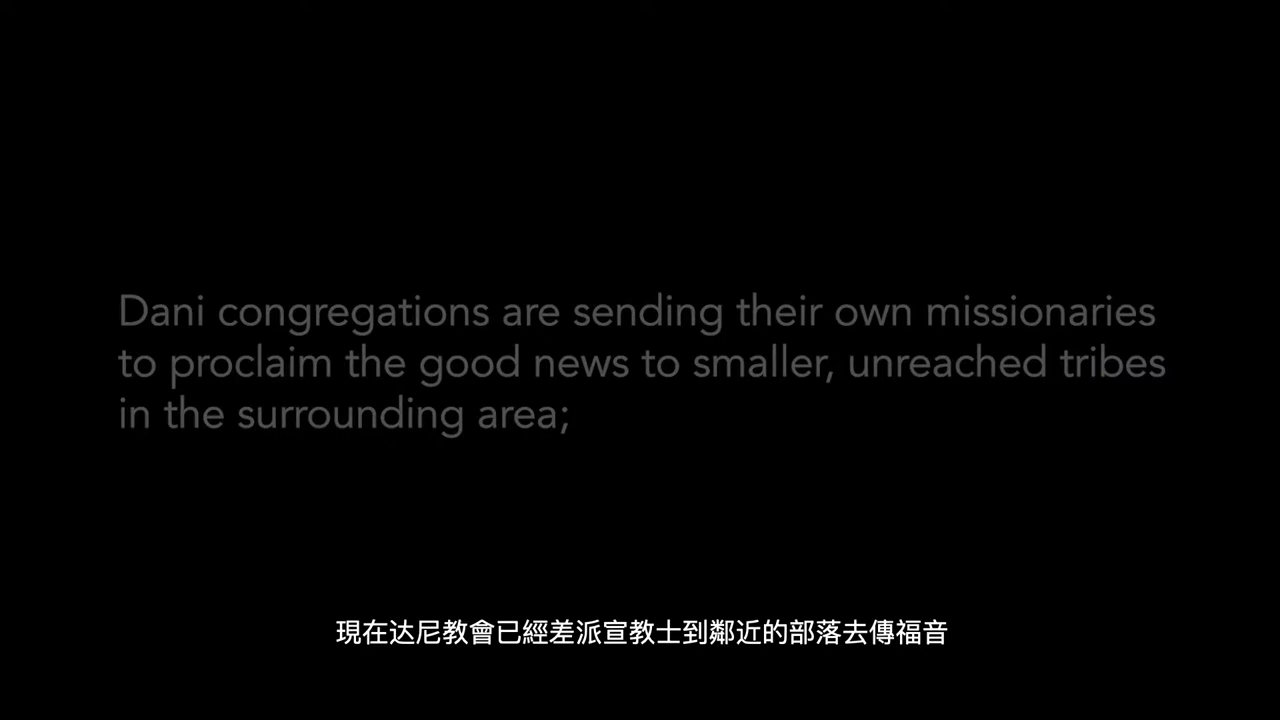 Dani congregations are sending their own missionaries
to proclaim the good news to smaller, unreached tribes
in the surrounding area;
現在达尼教會已經差派宣教士到鄰近的部落去傳福音